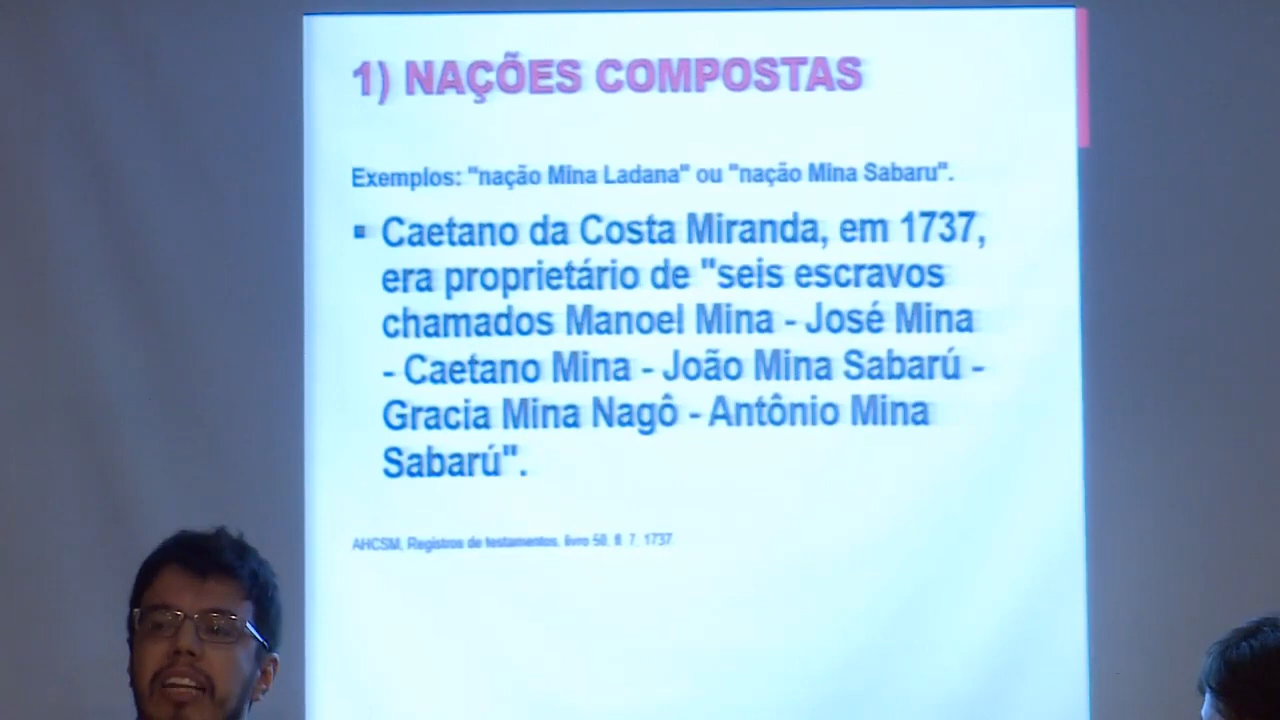 1) NAÇÕES COMPOSTAS
Exemplos: "nação Mina Ladana" ou "nação Mina Sabaru".
▪ Caetano da Costa Miranda, em 1737,
era proprietário de "seis escravos
chamados Manoel Mina - José Mina
- Caetano Mina - João Mina Sabarú -
Gracia Mina Nagô - Antônio Mina
Sabarú".
AHCSM, Registros de testamentos, livro 50, fl. 7, 1737